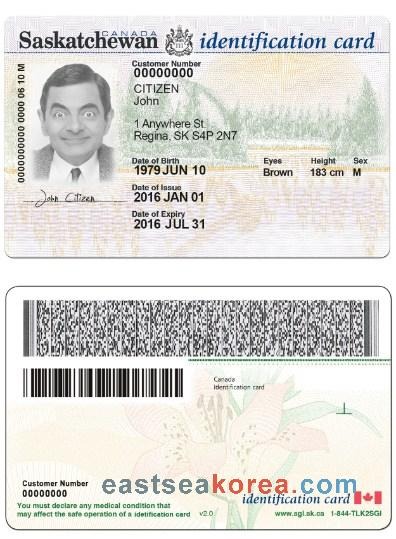 CANADA
Saskatchewan identification card
Customer Number
00000000
CITIZEN
John
1 Anywhere St
Regina, SK S4P 2N7
Date of Birth
1979 JUN 10
Eyes Height Sex
Brown 183 cm M
Date of Issue
2016 JAN 01
Date of Expiry
2016 JUL 31
0000000000 0000 06 10 M
John Citizen
Canada
identification card
Customer Number
00000000
eastseakorea.com
identification card
You must declare any medical condition that
may affect the safe operation of a identification card
v2.0
www.sgi.sk.ca 1-844-TLK2SGI